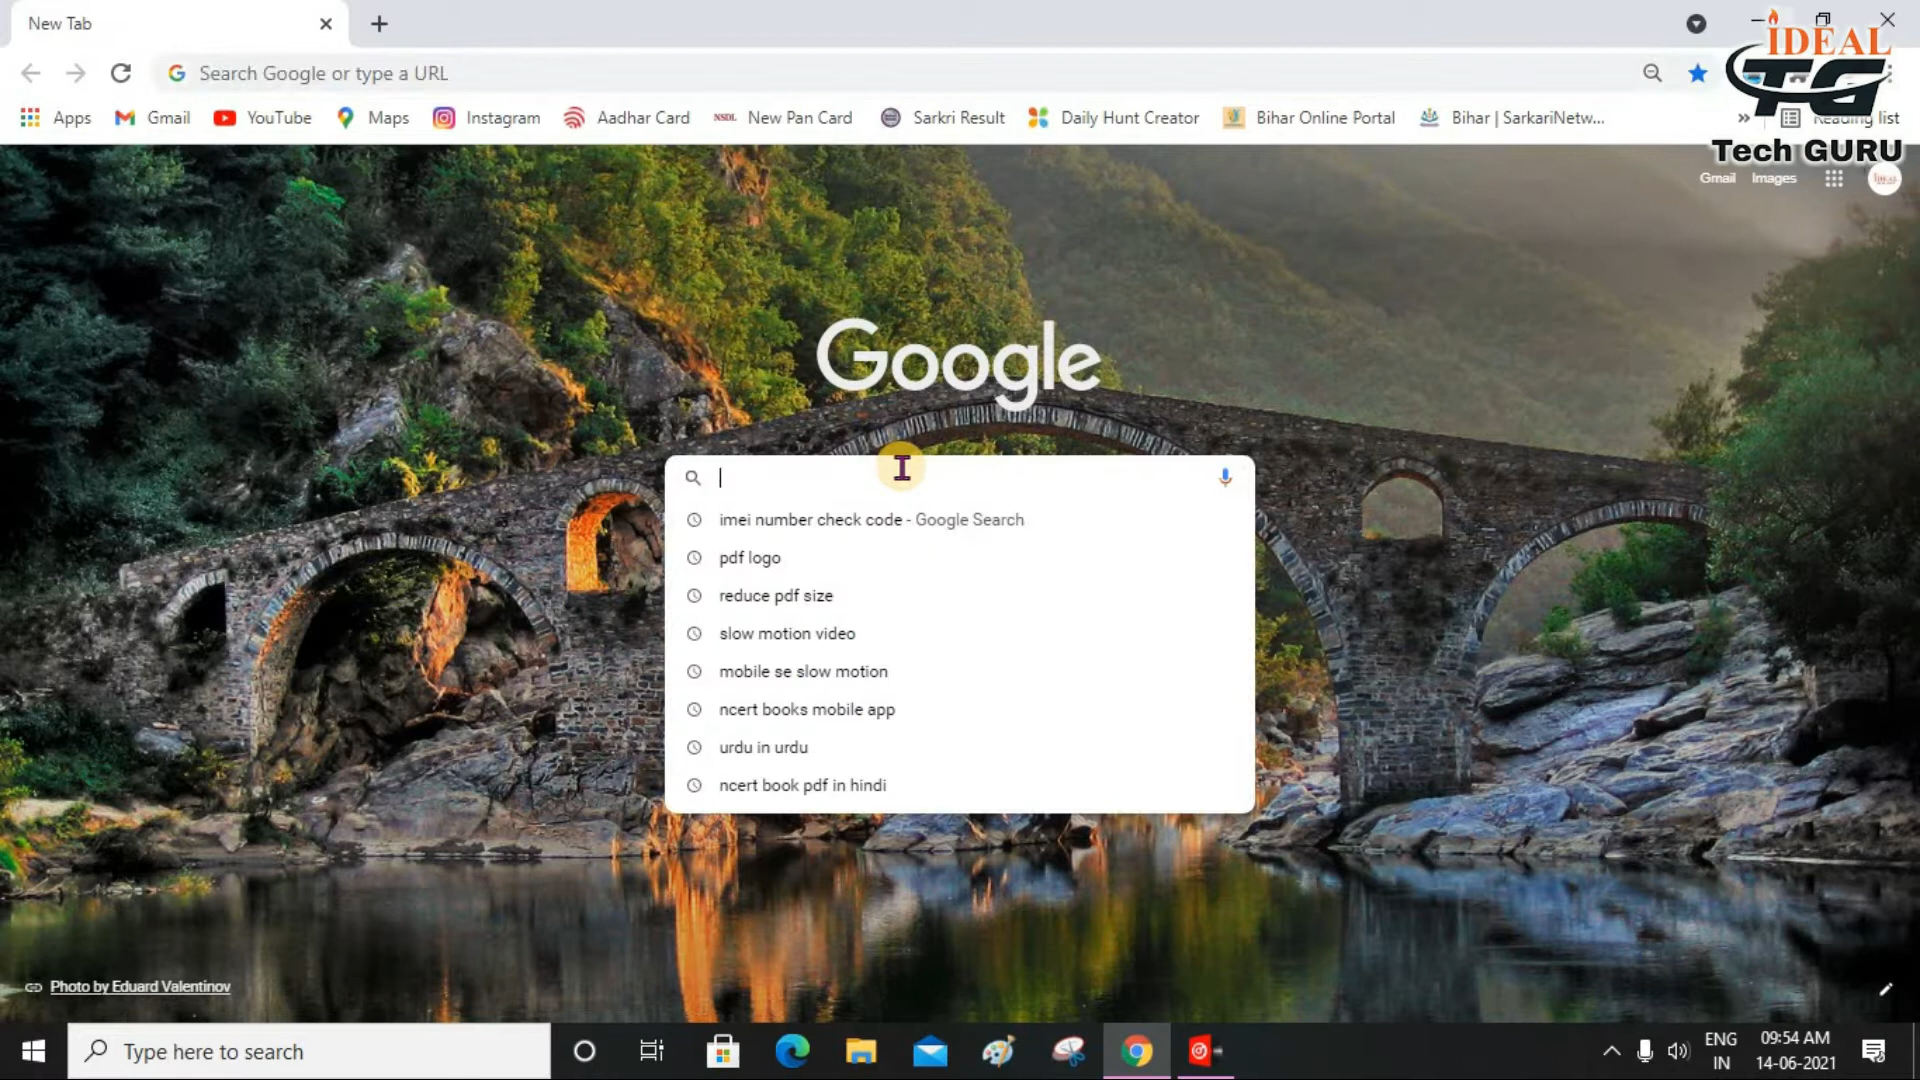 New Tab
Search Google or type a URL
Apps Gmail YouTube Maps Instagram Aadhar Card NSDL New Pan Card Sarkri Result Daily Hunt Creator Bihar Online Portal Bihar | SarkariNetw... » Reading list
IDEAL
TG
Tech GURU
Gmail Images
Google
imei number check code - Google Search
pdf logo
reduce pdf size
slow motion video
mobile se slow motion
ncert books mobile app
urdu in urdu
ncert book pdf in hindi
Photo by Eduard Valentinov
Type here to search
ENG
IN
09:54 AM
14-06-2021